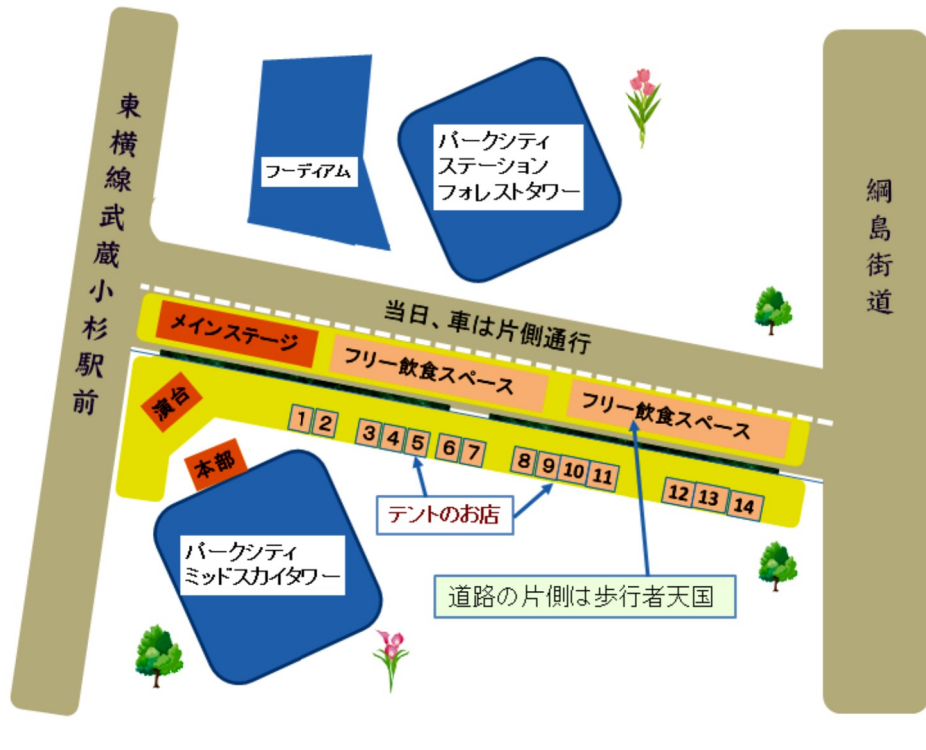 東横線武蔵小杉駅前
フーディアム
パークシティ
ステーション
フォレストタワー
綱島街道
当日、車は片側通行
メインステージ
フリー飲食スペース
フリー飲食スペース
演台
本部
1 2 3 4 5 6 7 8 9 10 11 12 13 14
テントのお店
パークシティ
ミッドスカイタワー
道路の片側は歩行者天国